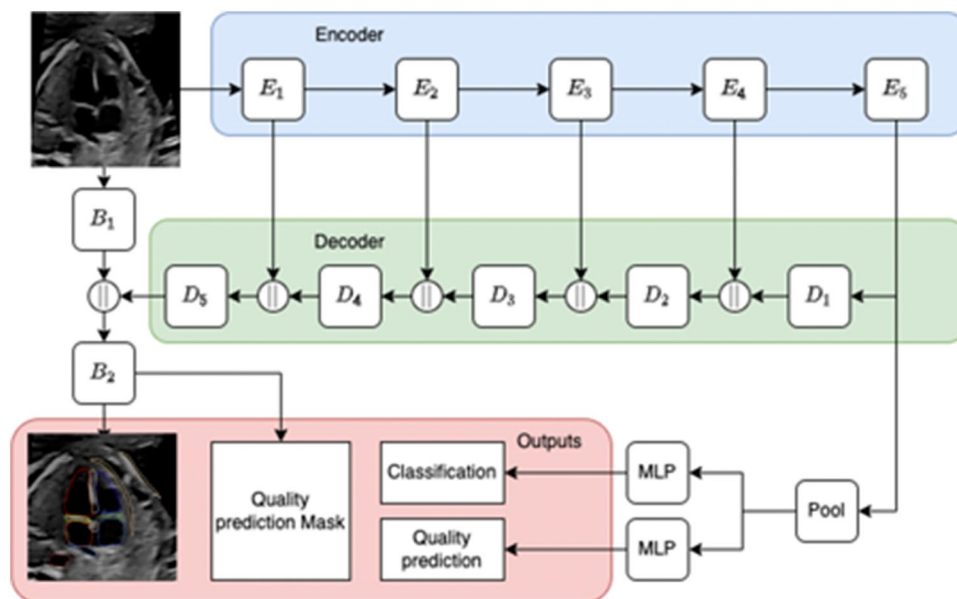 Encoder
E₁
E₂
E₃
E₄
E₅
B₁
Decoder
D₅
||
D₄
||
D₃
||
D₂
||
D₁
||
B₂
Outputs
Quality
prediction Mask
Classification
MLP
Pool
Quality
prediction
MLP